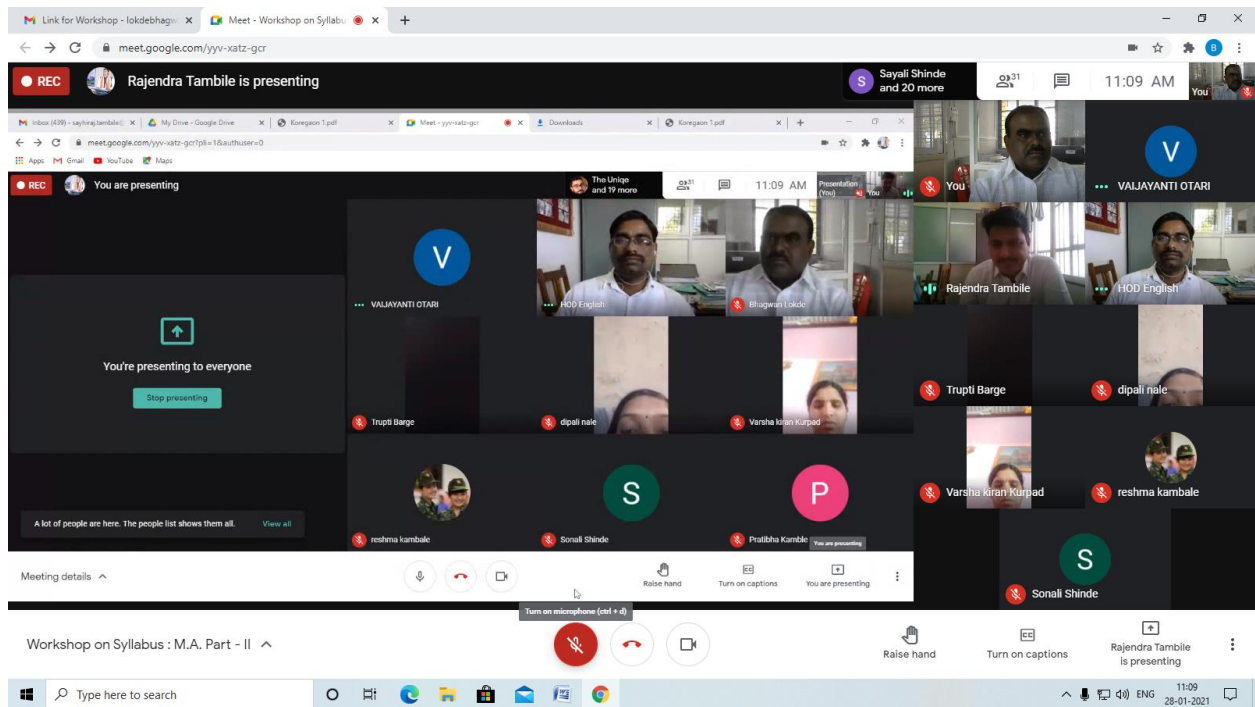 Link for Workshop - lokdebhagw
Meet - Workshop on Syllabu
meet.google.com/yyv-xatz-gcr
B
REC
Rajendra Tambile is presenting
S
Sayali Shinde
and 20 more
31
11:09 AM
You
Inbox (439) - sayhiraj.tambile@
My Drive - Google Drive
Koregaon 1.pdf
Meet - yyv-xatz-gcr
Downloads
Koregaon 1.pdf
meet.google.com/yyv-xatz-gcr?pli=1&authuser=0
Apps
Gmail
YouTube
Maps
REC
You are presenting
The Uniqe
and 19 more
31
11:09 AM
Presentation
(You)
You
V
VAIJAYANTI OTARI
HOD English
Bhagwan Lokde
You're presenting to everyone
Stop presenting
Trupti Barge
dipali nale
Varsha kiran Kurpad
S
P
A lot of people are here. The people list shows them all.
View all
reshma kambale
Sonali Shinde
Pratibha Kamble
You are presenting
Meeting details
Raise hand
Turn on captions
You are presenting
Turn on microphone (ctrl + d)
You
V
VAIJAYANTI OTARI
Rajendra Tambile
HOD English
Trupti Barge
dipali nale
Varsha kiran Kurpad
reshma kambale
S
Sonali Shinde
Workshop on Syllabus : M.A. Part - II
Raise hand
CC
Turn on captions
Rajendra Tambile
is presenting
Type here to search
ENG
11:09
28-01-2021